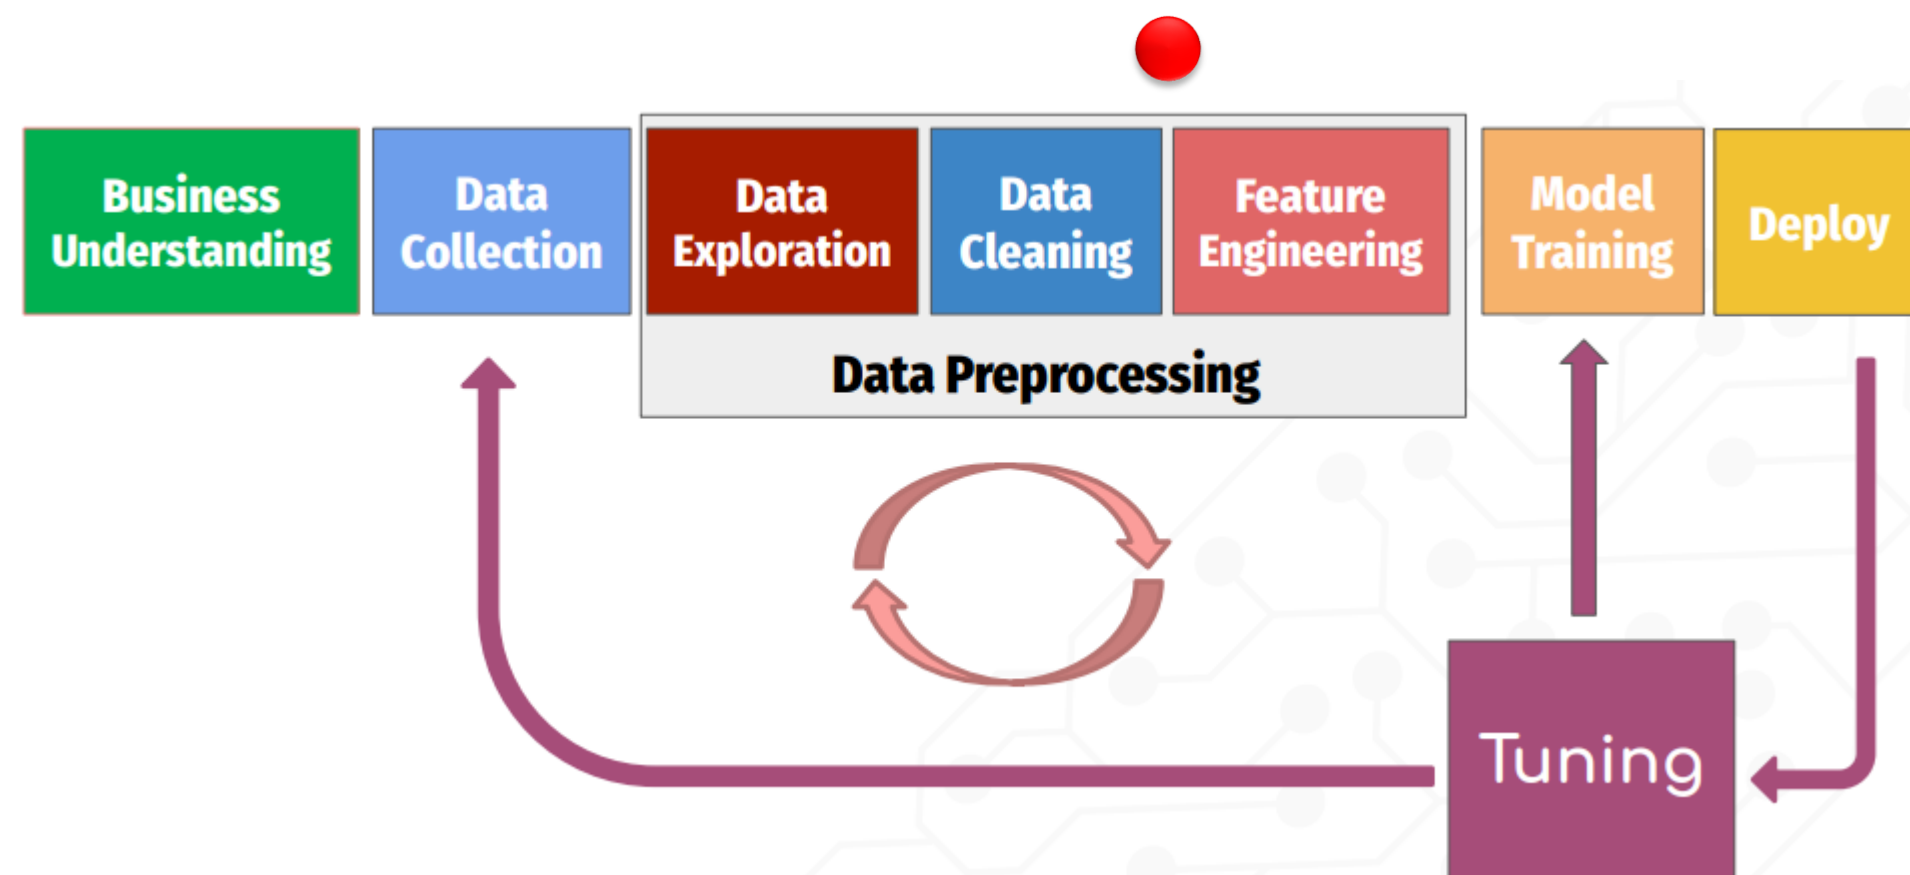 Business
Understanding
Data
Collection
Data
Exploration
Data
Cleaning
Feature
Engineering
Model
Training
Deploy
Data Preprocessing
Tuning